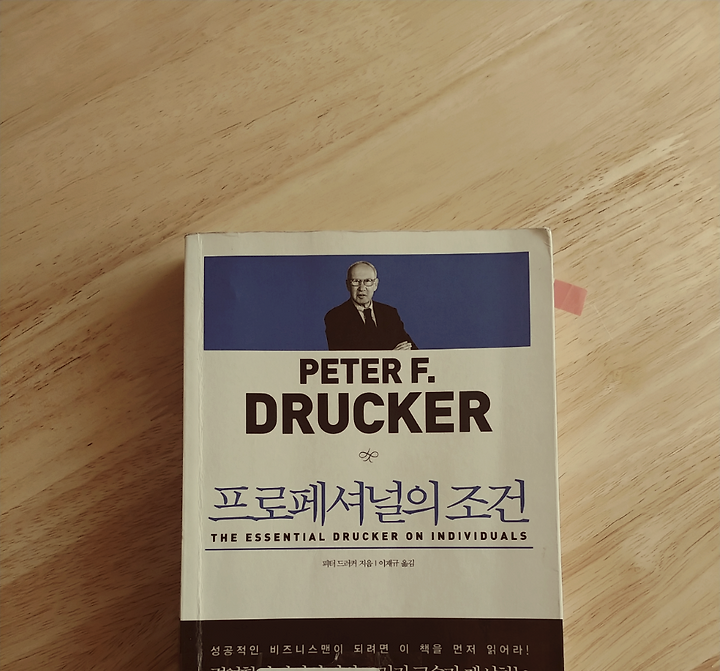 PETER F.
DRUCKER
프로페셔널의 조건
THE ESSENTIAL DRUCKER ON INDIVIDUALS
피터 드러커 지음 | 이재규 옮김
성공적인 비즈니스맨이 되려면 이 책을 먼저 읽어라!